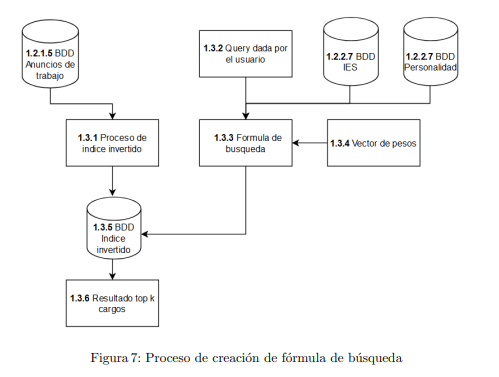 1.2.1.5 BDD
Anuncios de
trabajo
1.3.2 Query dada por
el usuario
1.2.2.7 BDD
IES
1.2.2.7 BDD
Personalidad
1.3.1 Proceso de
indice invertido
1.3.3 Formula de
busqueda
1.3.4 Vector de pesos
1.3.5 BDD
Indice
invertido
1.3.6 Resultado top k
cargos
Figura 7: Proceso de creación de fórmula de búsqueda